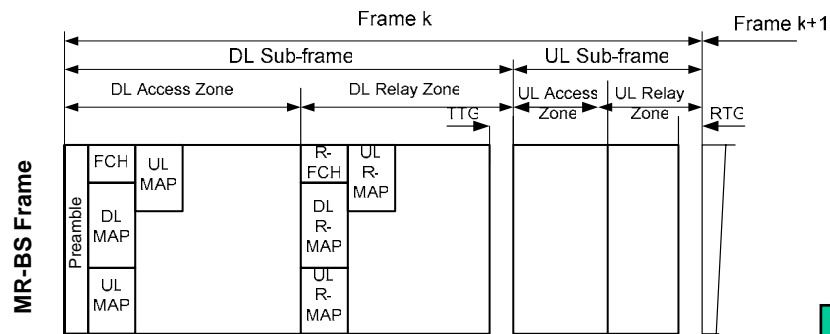 Frame k
Frame k+1
DL Sub-frame
UL Sub-frame
DL Access Zone
DL Relay Zone
UL Access
Zone
UL Relay
Zone
TTG
RTG
MR-BS Frame
Preamble
FCH
DL
MAP
UL
MAP
UL
MAP
R-
FCH
DL
R-
MAP
UL
R-
MAP
UL
R-
MAP